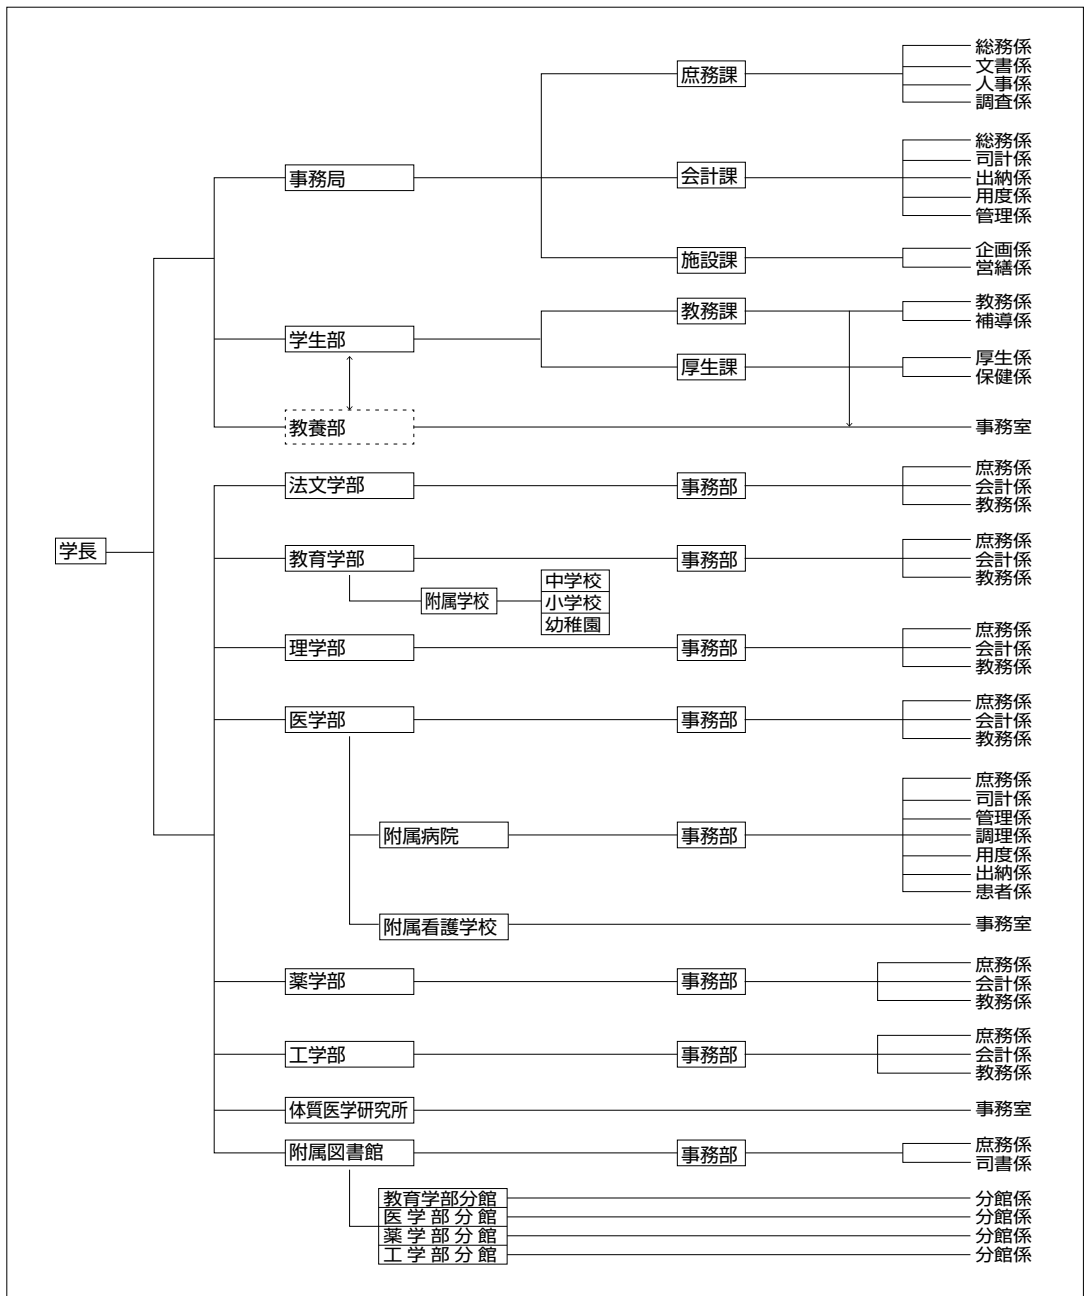 学長
事務局
庶務課
総務係
文書係
人事係
調査係
会計課
総務係
司計係
出納係
用度係
管理係
施設課
企画係
営繕係
学生部
教務課
教務係
補導係
厚生課
厚生係
保健係
教養部
事務室
法文学部
事務部
庶務係
会計係
教務係
教育学部
事務部
庶務係
会計係
教務係
附属学校
中学校
小学校
幼稚園
理学部
事務部
庶務係
会計係
教務係
医学部
事務部
庶務係
会計係
教務係
附属病院
事務部
庶務係
司計係
管理係
調理係
用度係
出納係
患者係
附属看護学校
事務室
薬学部
事務部
庶務係
会計係
教務係
工学部
事務部
庶務係
会計係
教務係
体質医学研究所
事務室
附属図書館
事務部
庶務係
司書係
教育学部分館
分館係
医学部分館
分館係
薬学部分館
分館係
工学部分館
分館係